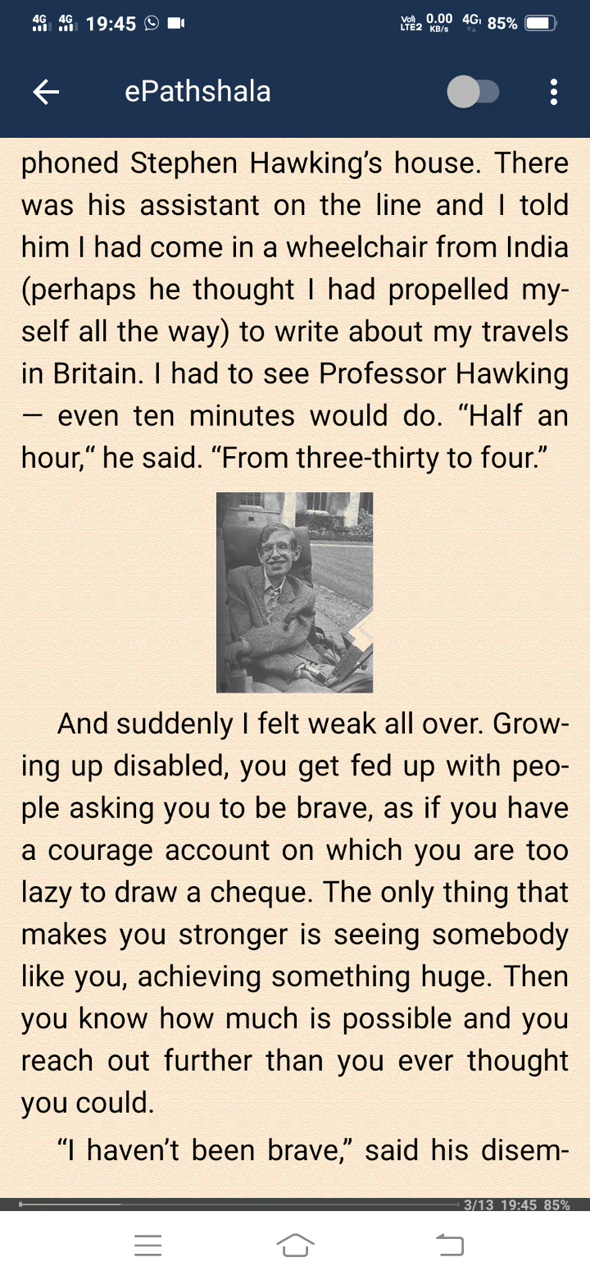 4G 4G 19:45 VoD LTE2 0.00 KB/s 4G 85%
ePathshala
phoned Stephen Hawking’s house. There
was his assistant on the line and I told
him I had come in a wheelchair from India
(perhaps he thought I had propelled my-
self all the way) to write about my travels
in Britain. I had to see Professor Hawking
— even ten minutes would do. “Half an
hour,“ he said. “From three-thirty to four.”
And suddenly I felt weak all over. Grow-
ing up disabled, you get fed up with peo-
ple asking you to be brave, as if you have
a courage account on which you are too
lazy to draw a cheque. The only thing that
makes you stronger is seeing somebody
like you, achieving something huge. Then
you know how much is possible and you
reach out further than you ever thought
you could.
“I haven’t been brave,” said his disem-
3/13 19:45 85%